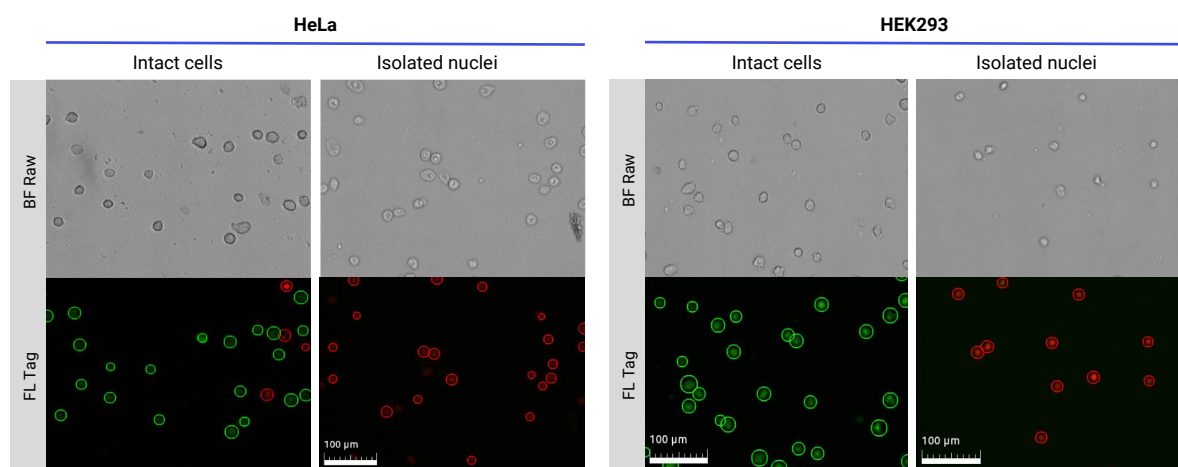 HeLa
HEK293
Intact cells
Isolated nuclei
Intact cells
Isolated nuclei
BF Raw
BF Raw
FL Tag
FL Tag
100 µm
100 µm
100 µm